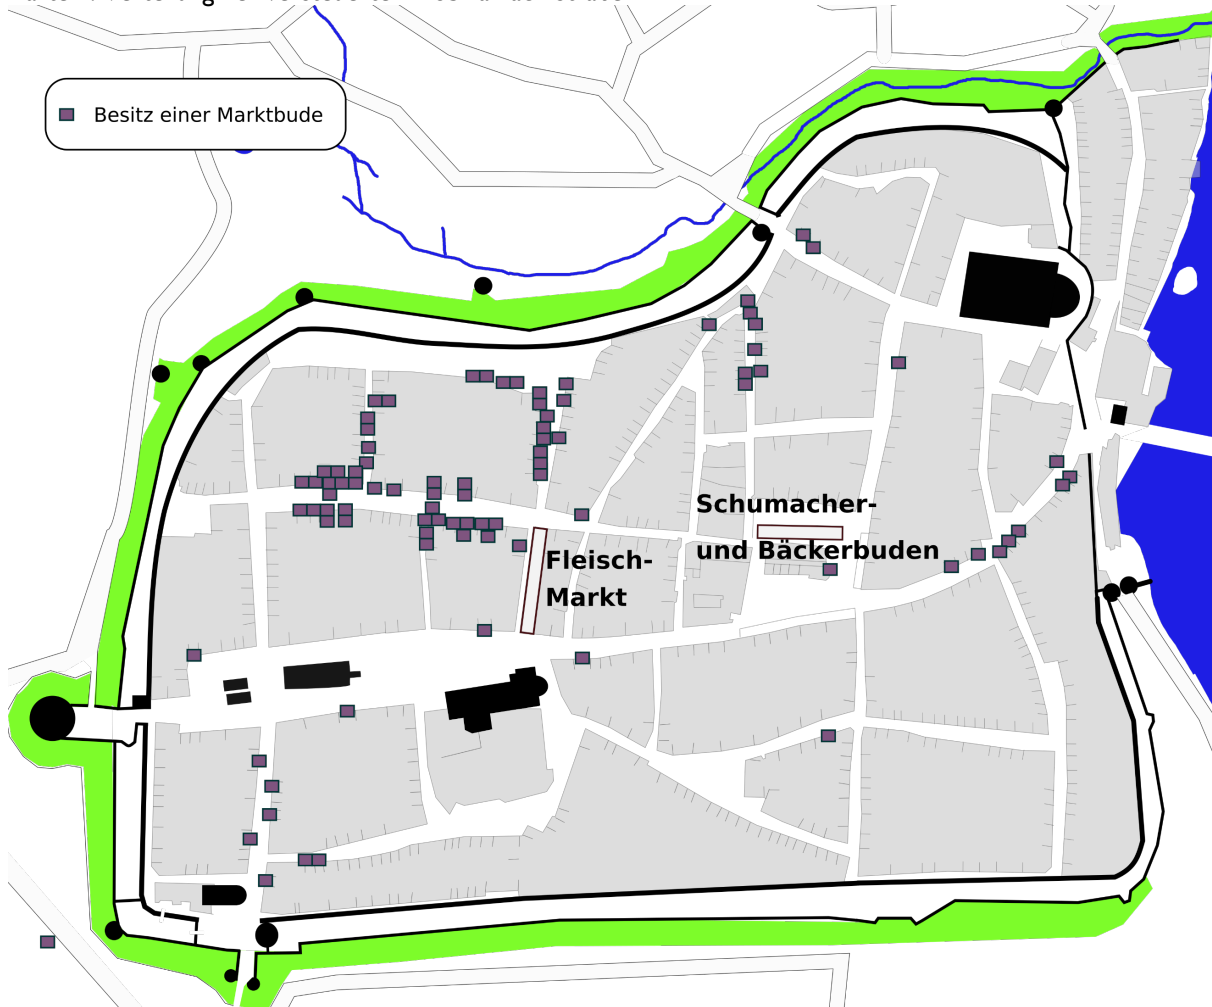 Besitz einer Marktbude
Schumacher-
und Bäckerbuden
Fleisch-
Markt